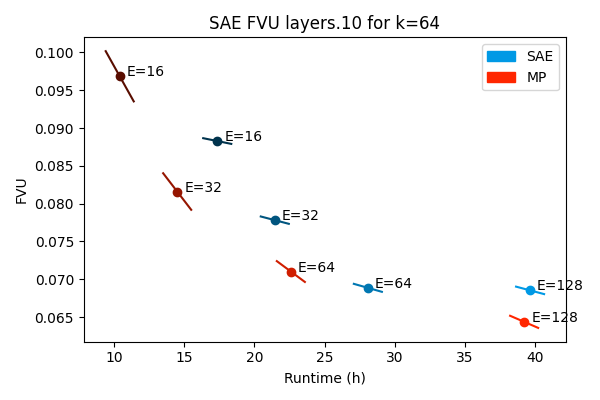 SAE FVU layers.10 for k=64
SAE
MP
FVU
0.100
0.095
0.090
0.085
0.080
0.075
0.070
0.065
E=16
E=16
E=32
E=32
E=64
E=64
E=128
E=128
10
15
20
25
30
35
40
Runtime (h)